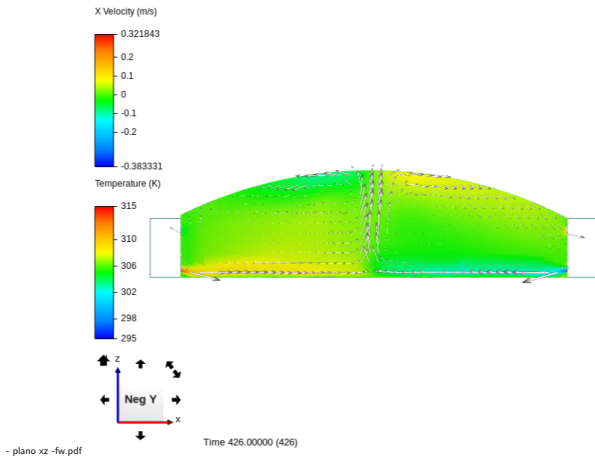 X Velocity (m/s)
0.321843
0.2
0.1
0
-0.1
-0.2
-0.383331
Temperature (K)
315
310
306
302
298
295
z
Neg Y
x
Time 426.00000 (426)
- plano xz -fw.pdf